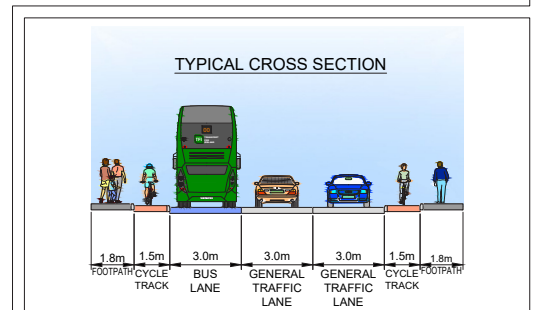 TYPICAL CROSS SECTION
1.8m 1.5m 3.0m 3.0m 3.0m 1.5m 1.8m
FOOTPATH CYCLE BUS GENERAL GENERAL CYCLE FOOTPATH
TRACK LANE TRAFFIC TRAFFIC TRACK
LANE LANE